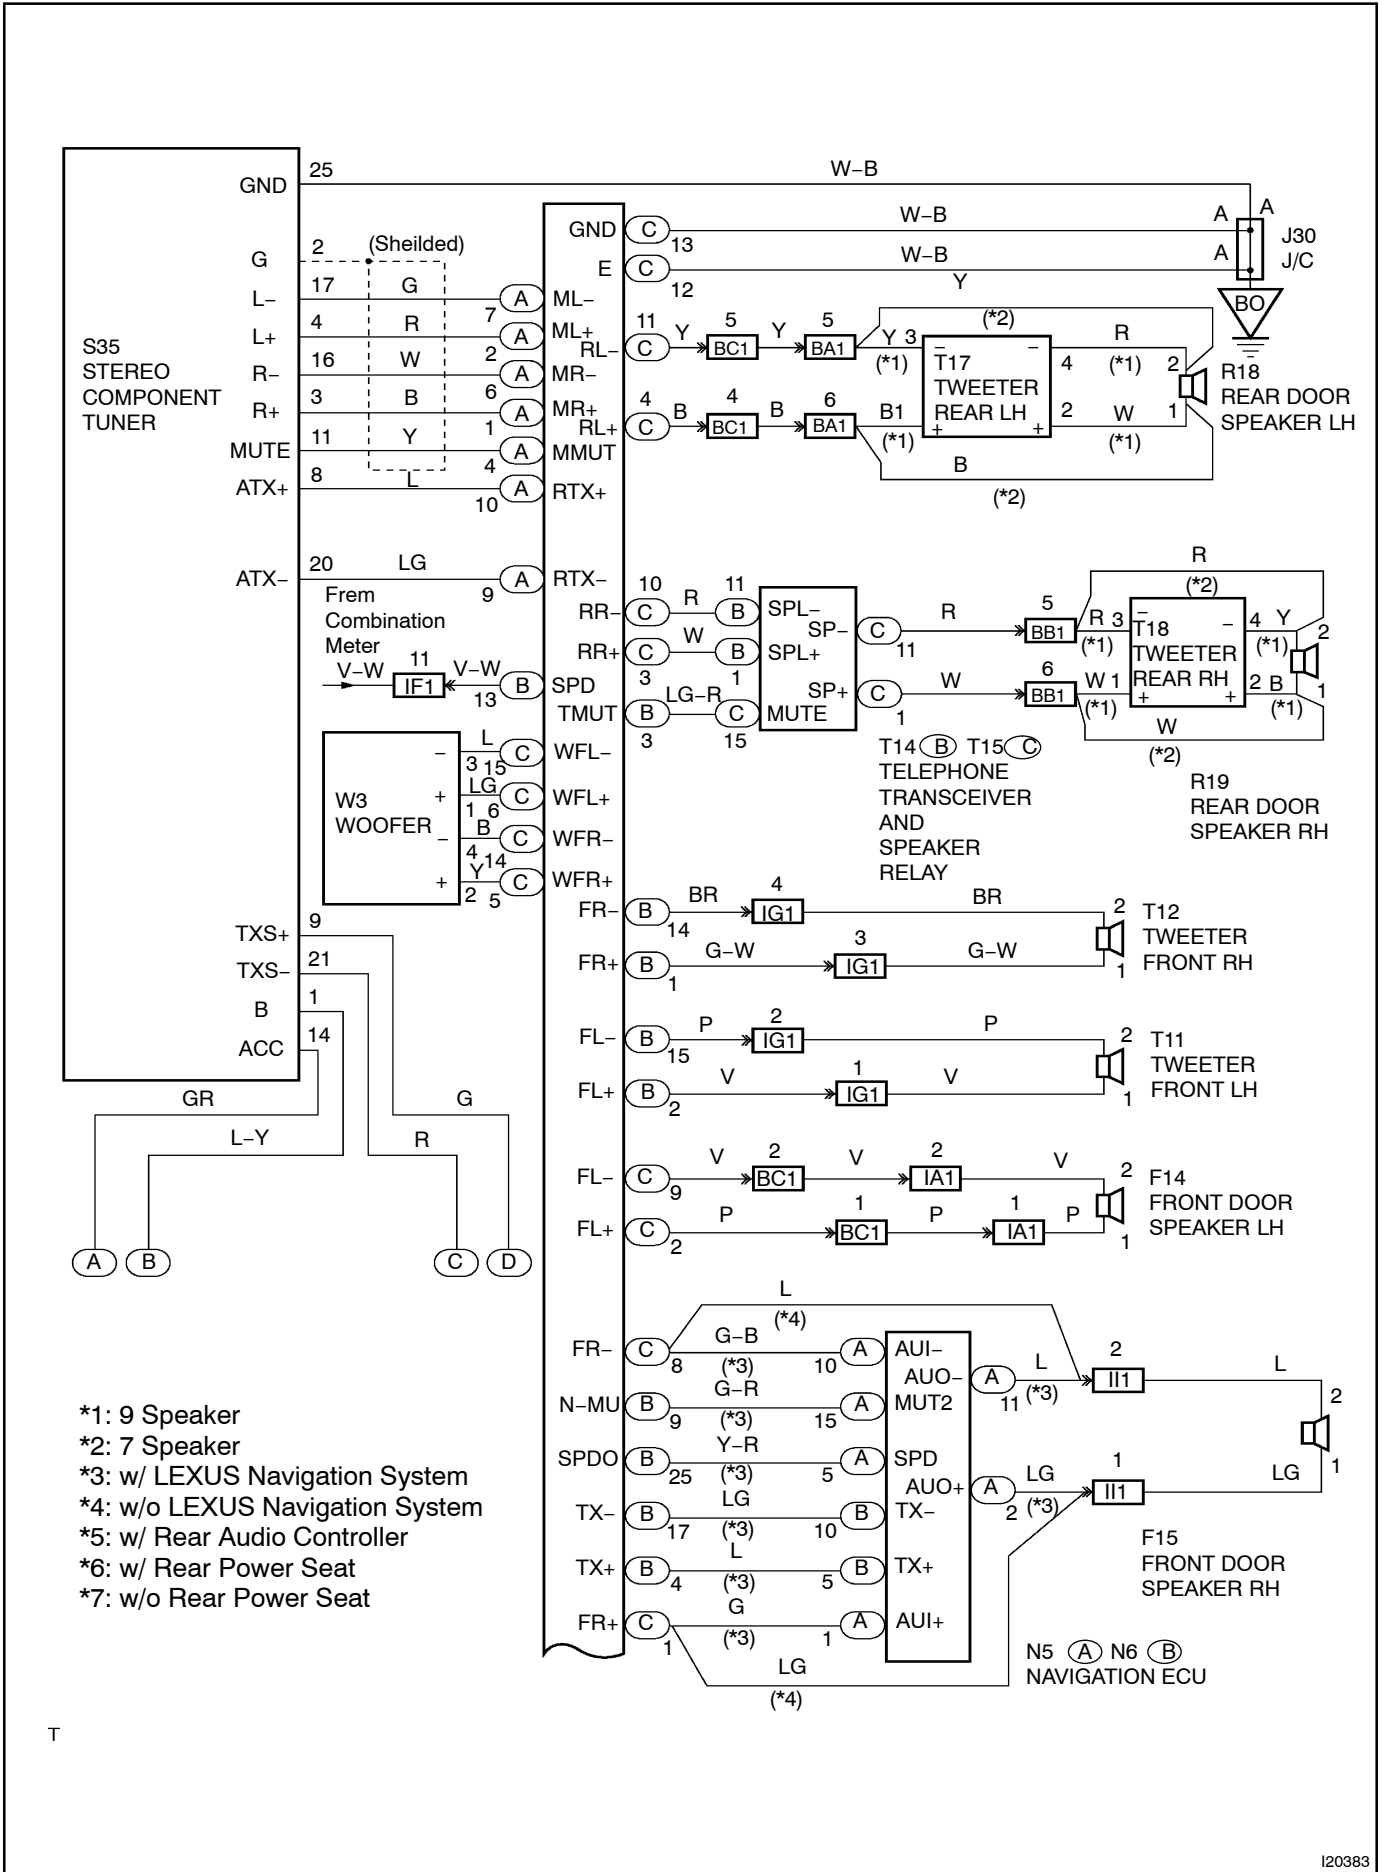 GND 25 W–B
GND C 13 W–B A A
E C 12 W–B A
J30
J/C
BO
S35
STEREO
COMPONENT
TUNER
G 2 (Sheilded)
L– 17 G 7 A ML–
L+ 4 R 2 A ML+
R– 16 W 6 A MR–
R+ 3 B 1 A MR+
MUTE 11 Y 4 A MMUT
ATX+ 8 L 10 A RTX+
ATX– 20 LG 9 A RTX–
RL– C 11 Y 5 BC1 Y 5 BA1 Y 3 (*1)
Y (*2)
RL+ C 4 B 4 BC1 B 6 BA1 B1 (*1)
B (*2)
– –
T17
TWEETER
REAR LH
+ +
4 R (*1) 2
2 W (*1) 1
R18
REAR DOOR
SPEAKER LH
Frem
Combination
Meter
V–W 11 IF1 V–W 13 B SPD
RR– C 10 R 11 B SPL–
RR+ C 3 W 1 B SPL+
TMUT B 3 LG–R 15 C MUTE
SP– C 11 R 5 BB1 R 3 (*1)
R (*2)
SP+ C 1 W 6 BB1 W 1 (*1)
W (*2)
– –
T18
TWEETER
REAR RH
+ +
4 Y (*1) 2
2 B (*1) 1
T14 B T15 C
TELEPHONE
TRANSCEIVER
AND
SPEAKER
RELAY
R19
REAR DOOR
SPEAKER RH
W3
WOOFER
– 3 L 15 C WFL–
+ 1 LG 6 C WFL+
– 4 B 14 C WFR–
+ 2 Y 5 C WFR+
FR– B 14 BR 4 IG1 BR 2
FR+ B 1 G–W 3 IG1 G–W 1
T12
TWEETER
FRONT RH
TXS+ 9
TXS– 21
B 1
ACC 14
GR G
L–Y R
A B C D
FL– B 15 P 2 IG1 P 2
FL+ B 2 V 1 IG1 V 1
T11
TWEETER
FRONT LH
FL– C 9 V 2 BC1 V 2 IA1 V 2
FL+ C 2 P 1 BC1 P 1 IA1 P 1
F14
FRONT DOOR
SPEAKER LH
L (*4)
FR– C 8 G–B (*3) 10 A AUI–
N–MU B 9 G–R (*3) 15 A MUT2
SPDO B 25 Y–R (*3) 5 A SPD
TX– B 17 LG (*3) 10 B TX–
TX+ B 4 L (*3) 5 B TX+
FR+ C 1 G (*3) 1 A AUI+
LG (*4)
AUO– A 11 L (*3) 2 II1 L 2
AUO+ A 2 LG (*3) 1 II1 LG 1
F15
FRONT DOOR
SPEAKER RH
N5 A N6 B
NAVIGATION ECU
*1: 9 Speaker
*2: 7 Speaker
*3: w/ LEXUS Navigation System
*4: w/o LEXUS Navigation System
*5: w/ Rear Audio Controller
*6: w/ Rear Power Seat
*7: w/o Rear Power Seat
T
I20383